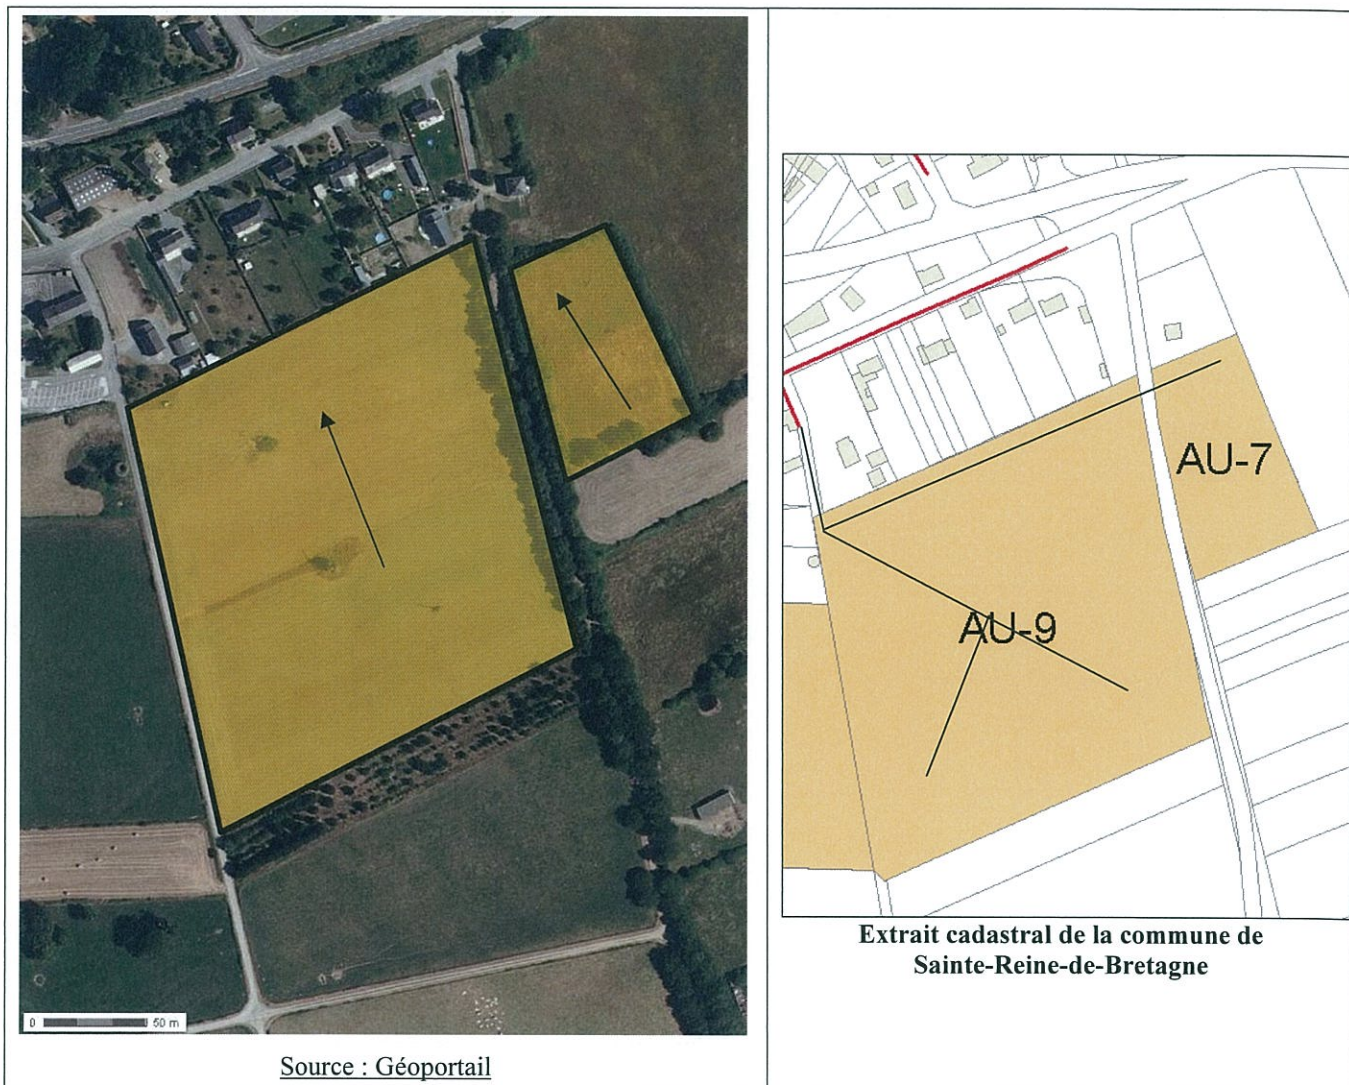 0 50 m
Source : Géoportail
AU-7
AU-9
Extrait cadastral de la commune de
Sainte-Reine-de-Bretagne